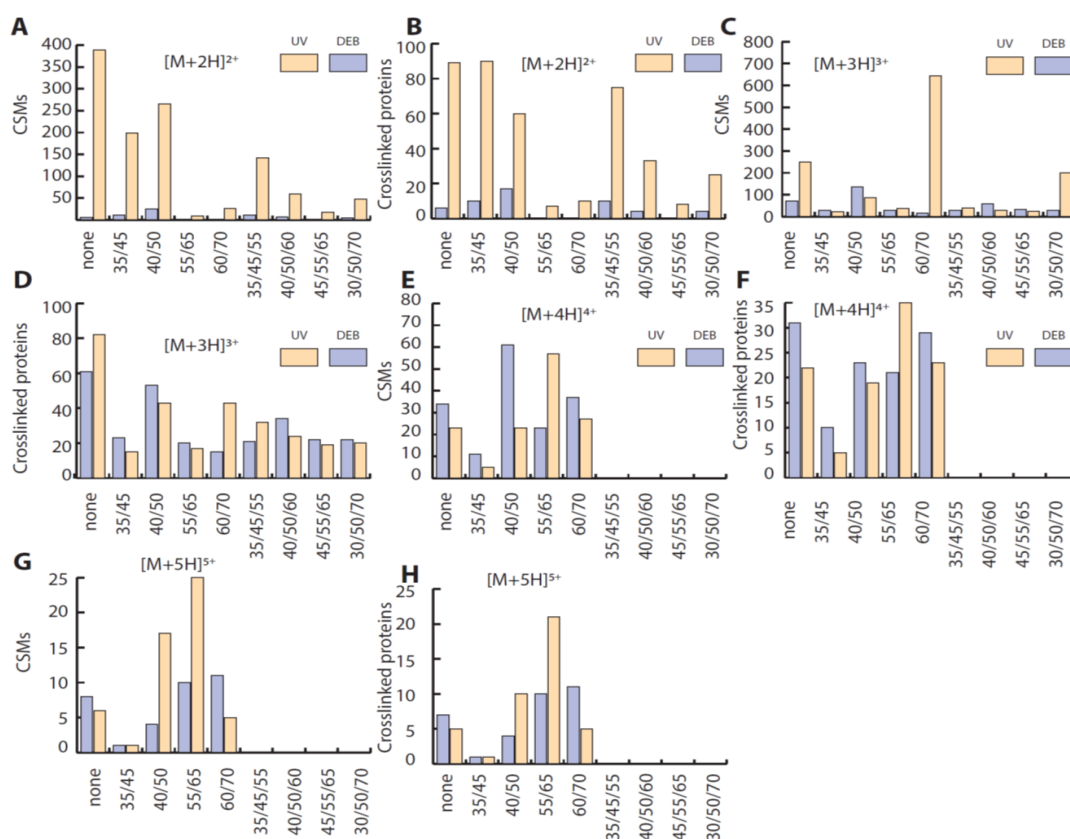 A
CSMs
400
350
300
250
200
150
100
50
[M+2H]²⁺
UV
DEB
none
35/45
40/50
55/65
60/70
35/45/55
40/50/60
45/55/65
30/50/70
B
Crosslinked proteins
100
80
60
40
20
0
[M+2H]²⁺
UV
DEB
none
35/45
40/50
55/65
60/70
35/45/55
40/50/60
45/55/65
30/50/70
C
CSMs
800
700
600
500
400
300
200
100
0
[M+3H]³⁺
UV
DEB
none
35/45
40/50
55/65
60/70
35/45/55
40/50/60
45/55/65
30/50/70
D
Crosslinked proteins
100
80
60
40
20
0
[M+3H]³⁺
UV
DEB
none
35/45
40/50
55/65
60/70
35/45/55
40/50/60
45/55/65
30/50/70
E
CSMs
80
70
60
50
40
30
20
10
0
[M+4H]⁴⁺
UV
DEB
none
35/45
40/50
55/65
60/70
35/45/55
40/50/60
45/55/65
30/50/70
F
Crosslinked proteins
35
30
25
20
15
10
5
0
[M+4H]⁴⁺
UV
DEB
none
35/45
40/50
55/65
60/70
35/45/55
40/50/60
45/55/65
30/50/70
G
CSMs
25
20
15
10
5
0
[M+5H]⁵⁺
none
35/45
40/50
55/65
60/70
35/45/55
40/50/60
45/55/65
30/50/70
H
Crosslinked proteins
25
20
15
10
5
0
[M+5H]⁵⁺
none
35/45
40/50
55/65
60/70
35/45/55
40/50/60
45/55/65
30/50/70